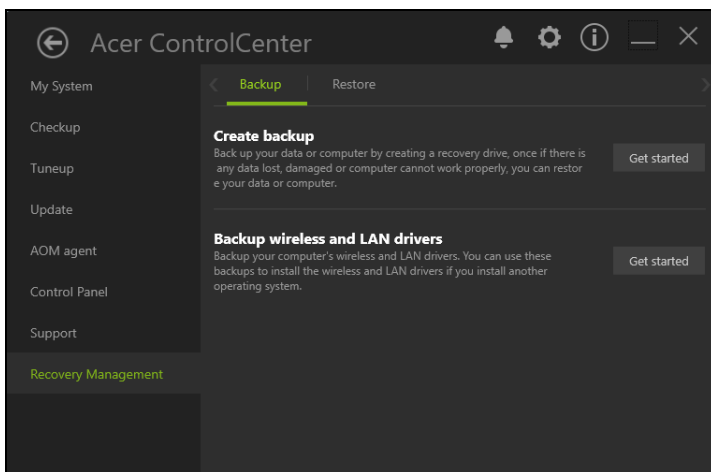 Acer ControlCenter
My System
Checkup
Tuneup
Update
AOM agent
Control Panel
Support
Recovery Management
Backup
Restore
Create backup
Back up your data or computer by creating a recovery drive, once if there is
any data lost, damaged or computer cannot work properly, you can restor
e your data or computer.
Get started
Backup wireless and LAN drivers
Backup your computer's wireless and LAN drivers. You can use these
backups to install the wireless and LAN drivers if you install another
operating system.
Get started